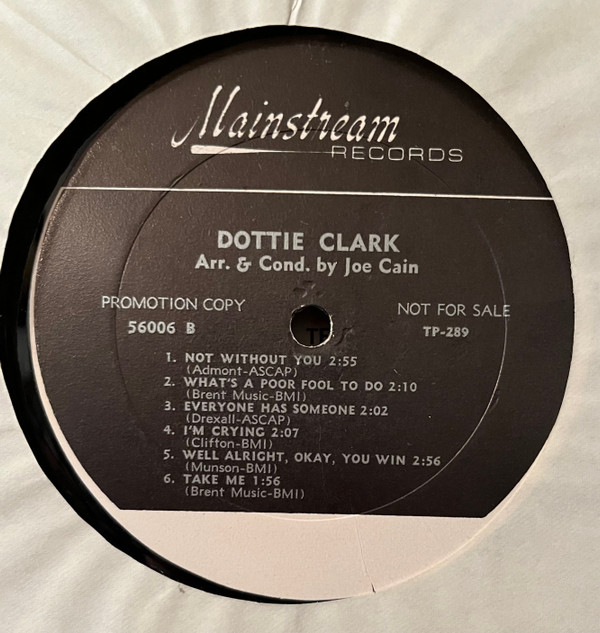 Mainstream
RECORDS
DOTTIE CLARK
Arr. & Cond. by Joe Cain
PROMOTION COPY NOT FOR SALE
56006 B TP-289
1. NOT WITHOUT YOU 2:55
(Admont-ASCAP)
2. WHAT'S A POOR FOOL TO DO 2:10
(Brent Music-BMI)
3. EVERYONE HAS SOMEONE 2:02
(Drexall-ASCAP)
4. I'M CRYING 2:07
(Clifton-BMI)
5. WELL ALRIGHT, OKAY, YOU WIN 2:56
(Munson-BMI)
6. TAKE ME 1:56
(Brent Music-BMI)